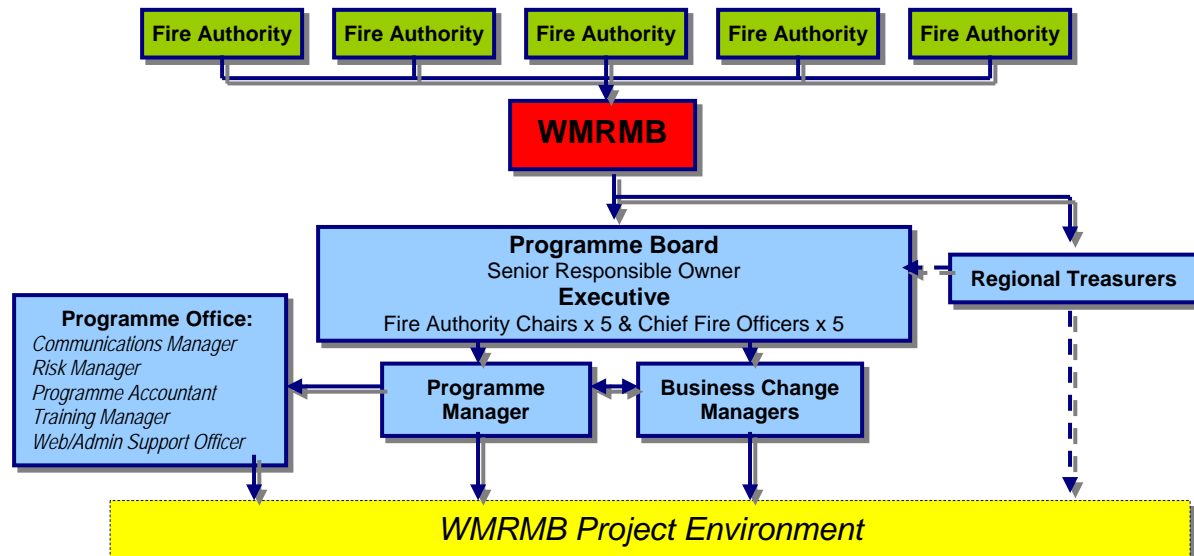 Fire Authority
Fire Authority
Fire Authority
Fire Authority
Fire Authority
WMRMB
Programme Board
Senior Responsible Owner
Executive
Fire Authority Chairs x 5 & Chief Fire Officers x 5
Regional Treasurers
Programme Office:
Communications Manager
Risk Manager
Programme Accountant
Training Manager
Web/Admin Support Officer
Programme
Manager
Business Change
Managers
WMRMB Project Environment